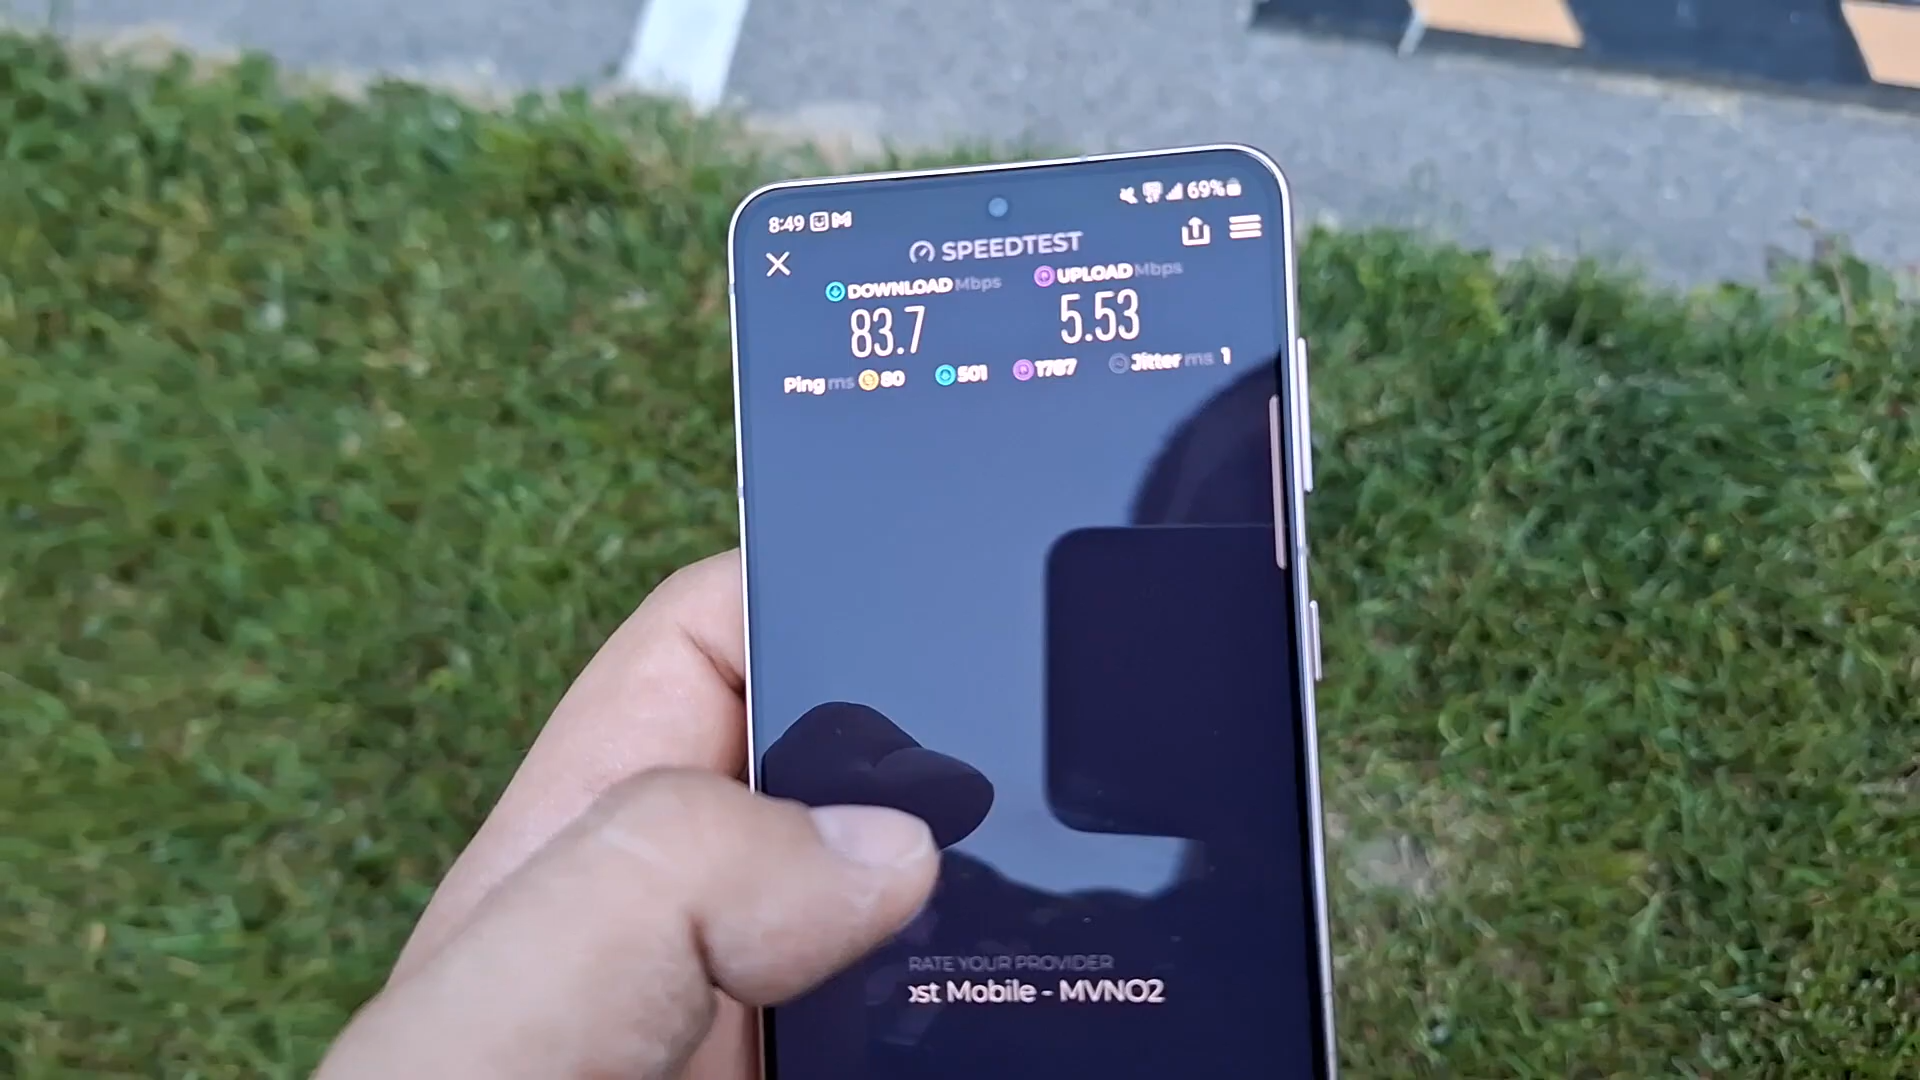 8:49 69%
SPEEDTEST
DOWNLOAD Mbps UPLOAD Mbps
83.7 5.53
Ping ms 80 501 1787 Jitter ms 1
RATE YOUR PROVIDER
ost Mobile - MVNO2